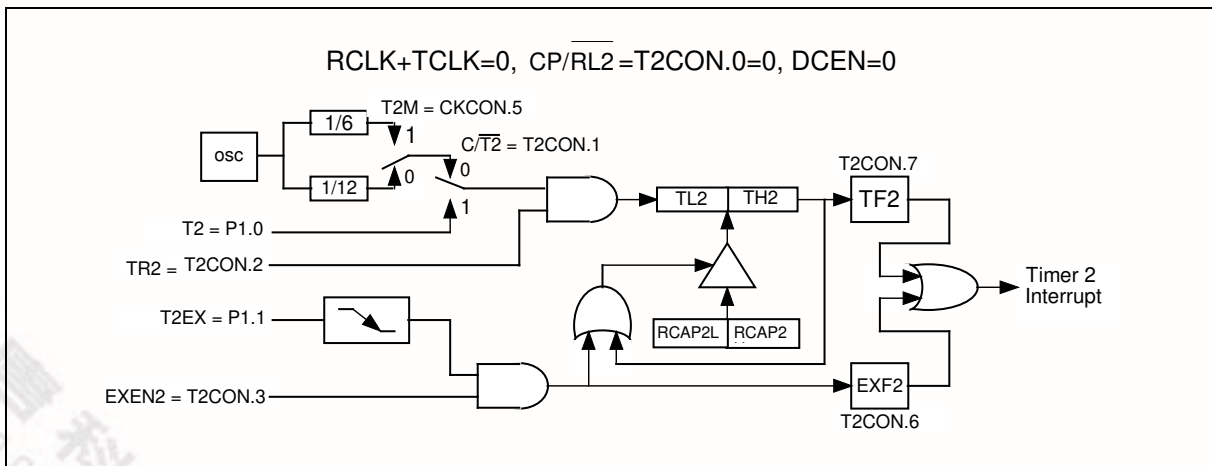 RCLK+TCLK=0, CP/RL2=T2CON.0=0, DCEN=0
T2M = CKCON.5
1/6
1
C/T2 = T2CON.1
osc
0
0
1/12
1
T2 = P1.0
TR2 = T2CON.2
TL2
TH2
T2CON.7
TF2
Timer 2
Interrupt
T2EX = P1.1
RCAP2L
RCAP2
EXEN2 = T2CON.3
EXF2
T2CON.6